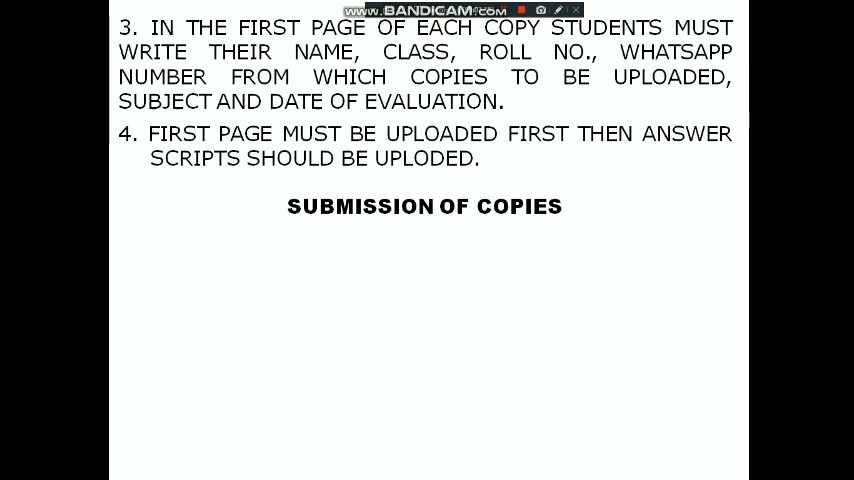 www.BANDICAM.COM
3. IN THE FIRST PAGE OF EACH COPY STUDENTS MUST
WRITE THEIR NAME, CLASS, ROLL NO., WHATSAPP
NUMBER FROM WHICH COPIES TO BE UPLOADED,
SUBJECT AND DATE OF EVALUATION.
4. FIRST PAGE MUST BE UPLOADED FIRST THEN ANSWER
SCRIPTS SHOULD BE UPLODED.
SUBMISSION OF COPIES